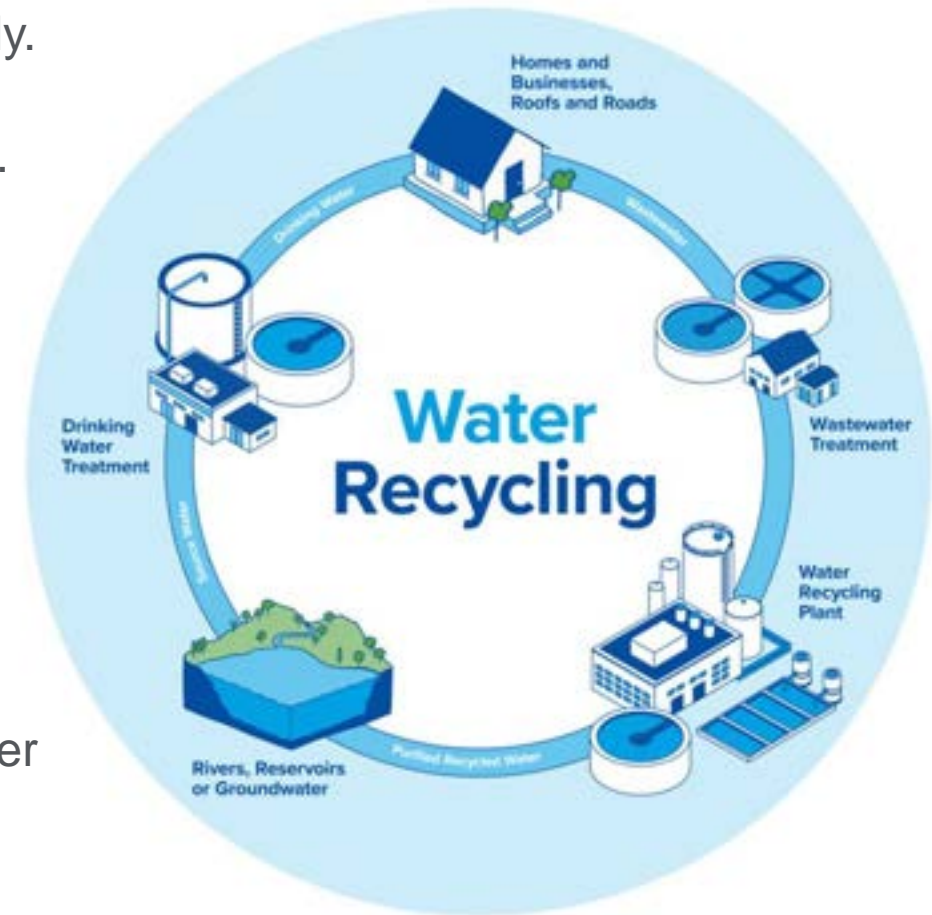 ly.
.
er
Homes and
Businesses,
Roofs and Roads
Drinking Water
Wastewater
Drinking
Water
Treatment
Water
Recycling
Wastewater
Treatment
Source Water
Water
Recycling
Plant
Rivers, Reservoirs
or Groundwater
Purified Recycled Water